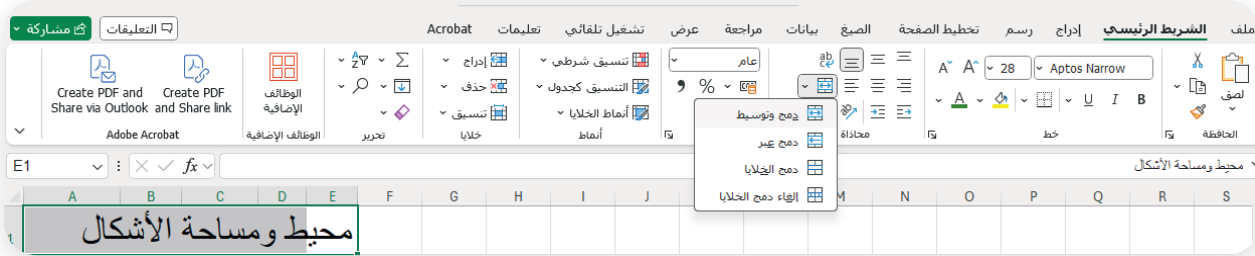 ملف الشريط الرئيسي إدراج رسم تخطيط الصفحة الصيغ بيانات مراجعة عرض تشغيل تلقائي تعليمات Acrobat التعليقات مشاركة
لصق
الحافظة
Aptos Narrow 28
B I U
خط
محاذاة
عام
دمج وتوسيط
دمج عبر
دمج الخلايا
إلغاء دمج الخلايا
تنسيق شرطي
التنسيق كجدول
أنماط الخلايا
أنماط
إدراج
حذف
تنسيق
خلايا
تحرير
الوظائف
الإضافية
الوظائف الإضافية
Create PDF and
Share via Outlook
Create PDF
and Share link
Adobe Acrobat
E1 fx محيط ومساحة الأشكال
A B C D E F G H I J M N O P Q R S
1 محيط ومساحة الأشكال